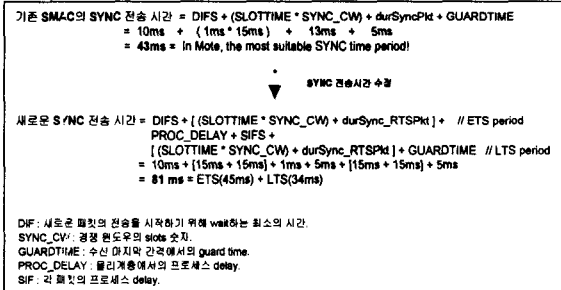 기존 SMAC의 SYNC 전송 시간 = DIFS + (SLOTTIME * SYNC_CW) + durSyncPkt + GUARDTIME
= 10ms + (1ms* 15ms) + 13ms + 5ms
= 43ms = In Mote, the most suitable SYNC time period!
SYNC 전송시간 수정
새로운 SYNC 전송 시간 = DIFS + [ (SLOTTIME * SYNC_CW) + durSync_RTSPkt ] + // ETS period
PROC_DELAY + SIFS +
[ (SLOTTIME * SYNC_CW) + durSync_RTSPkt ] + GUARDTIME // LTS period
= 10ms + [15ms + 15ms] + 1ms + 5ms + [15ms + 15ms] + 5ms
= 81 ms = ETS(45ms) + LTS(34ms)
DIF : 새로운 패킷의 전송을 시작하기 위해 wait하는 최소의 시간.
SYNC_CW : 경쟁 윈도우의 slots 숫자.
GUARDTIME : 수신 마지막 간격에서의 guard time.
PROC_DELAY : 물리계층에서의 프로세스 delay.
SIF : 각 패킷의 프로세스 delay.